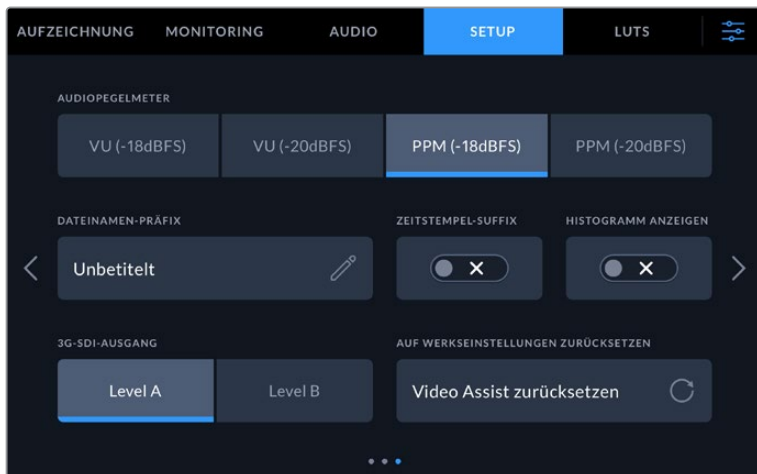 AUFZEICHNUNG MONITORING AUDIO SETUP LUTS
AUDIOPEGELMETER
VU (-18dBFS) VU (-20dBFS) PPM (-18dBFS) PPM (-20dBFS)
DATEINAMEN-PRÄFIX ZEITSTEMPEL-SUFFIX HISTOGRAMM ANZEIGEN
Unbetitelt
3G-SDI-AUSGANG AUF WERKSEINSTELLUNGEN ZURÜCKSETZEN
Level A Level B Video Assist zurücksetzen